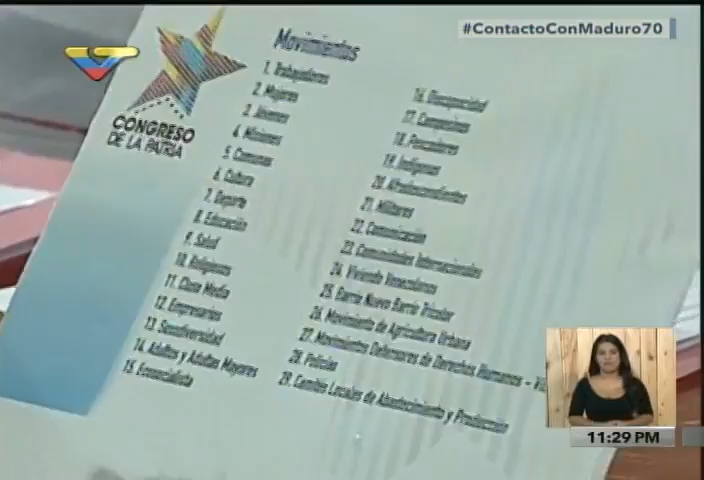 #ContactoConMaduro70
CONGRESO
DE LA PATRIA
Movimientos
1. Trabajadores
2. Mujeres
3. Jóvenes
4. Misiones
5. Comunas
6. Cultura
7. Deporte
8. Educación
9. Salud
10. Religiones
11. Clase Media
12. Empresarios
13. Sexodiversidad
14. Adultos y Adultas Mayores
15. Ecosocialista
16. Discapacidad
17. Campesinos
18. Pescadores
19. Indígenas
20. Afrodescendientes
21. Militares
22. Comunicación
23. Comunidades Internacionales
24. Vivienda Venezolanos
25. Barrio Nuevo Barrio Tricolor
26. Movimiento de Agricultura Urbana
27. Movimientos Defensores de Derechos Humanos -
28. Policías
29. Comités Locales de Abastecimiento y Producción
11:29 PM